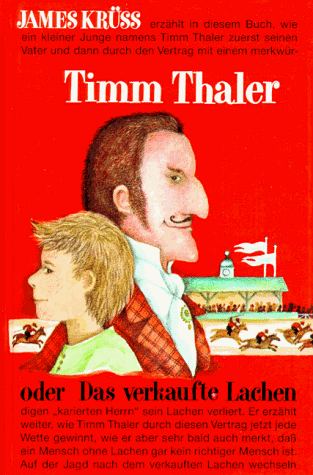 JAMES KRÜSS erzählt in diesem Buch, wie
ein kleiner Junge namens Timm Thaler zuerst seinen
Vater und dann durch den Vertrag mit einem merkwür-
Timm Thaler
oder Das verkaufte Lachen
digen „karierten Herrn“ sein Lachen verliert. Er erzählt
weiter, wie Timm Thaler durch diesen Vertrag jetzt jede
Wette gewinnt, wie er aber sehr bald auch merkt, daß
ein Mensch ohne Lachen gar kein richtiger Mensch ist.
Auf der Jagd nach dem verkauften Lachen wechseln